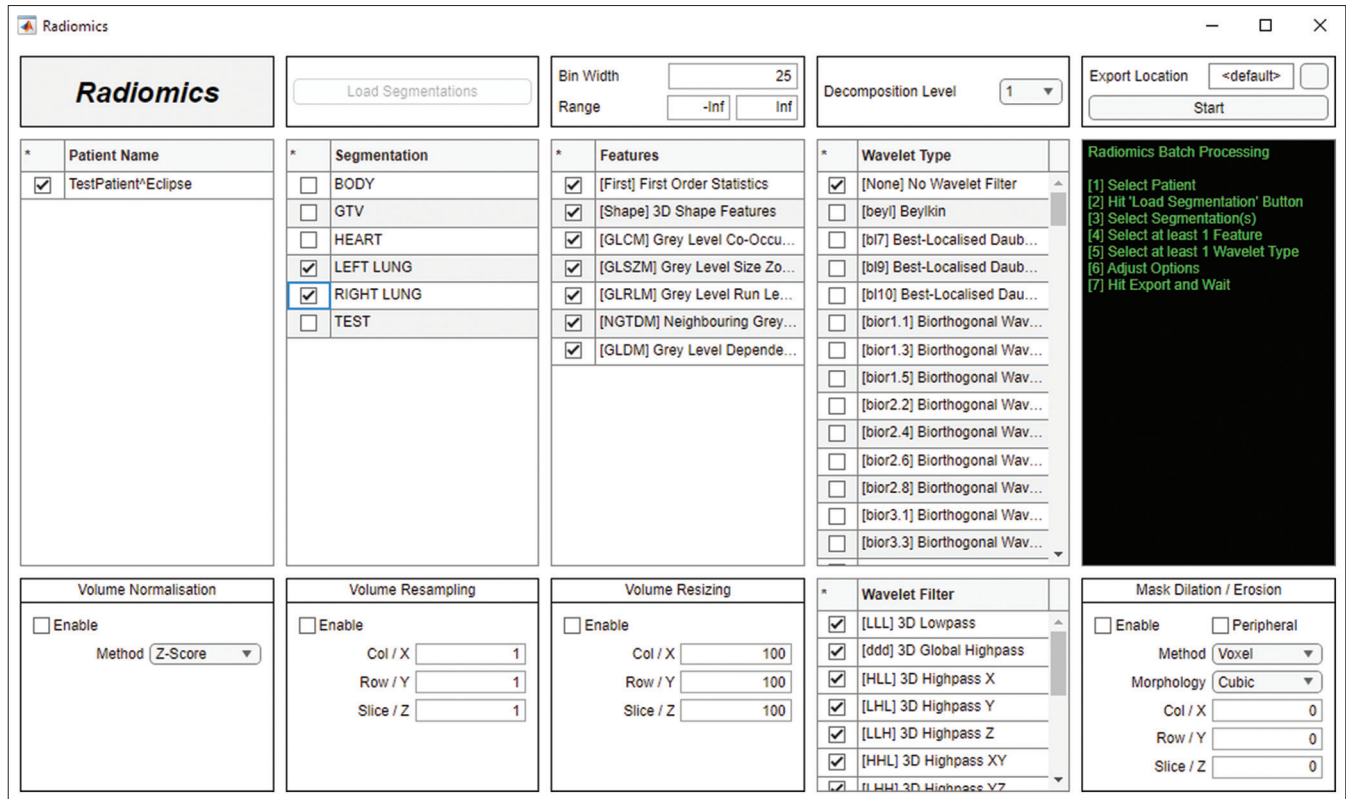 Radiomics
Radiomics
Load Segmentations
Bin Width 25
Range -Inf Inf
Decomposition Level 1
Export Location <default>
Start
* Patient Name
TestPatient^Eclipse
* Segmentation
BODY
GTV
HEART
LEFT LUNG
RIGHT LUNG
TEST
* Features
[First] First Order Statistics
[Shape] 3D Shape Features
[GLCM] Grey Level Co-Occu...
[GLSZM] Grey Level Size Zo...
[GLRLM] Grey Level Run Le...
[NGTDM] Neighbouring Grey...
[GLDM] Grey Level Depende...
* Wavelet Type
[None] No Wavelet Filter
[beyl] Beylkin
[bl7] Best-Localised Daub...
[bl9] Best-Localised Daub...
[bl10] Best-Localised Dau...
[bior1.1] Biorthogonal Wav...
[bior1.3] Biorthogonal Wav...
[bior1.5] Biorthogonal Wav...
[bior2.2] Biorthogonal Wav...
[bior2.4] Biorthogonal Wav...
[bior2.6] Biorthogonal Wav...
[bior2.8] Biorthogonal Wav...
[bior3.1] Biorthogonal Wav...
[bior3.3] Biorthogonal Wav...
Radiomics Batch Processing
[1] Select Patient
[2] Hit 'Load Segmentation' Button
[3] Select Segmentation(s)
[4] Select at least 1 Feature
[5] Select at least 1 Wavelet Type
[6] Adjust Options
[7] Hit Export and Wait
Volume Normalisation
Enable
Method Z-Score
Volume Resampling
Enable
Col / X 1
Row / Y 1
Slice / Z 1
Volume Resizing
Enable
Col / X 100
Row / Y 100
Slice / Z 100
* Wavelet Filter
[LLL] 3D Lowpass
[ddd] 3D Global Highpass
[HLL] 3D Highpass X
[LHL] 3D Highpass Y
[LLH] 3D Highpass Z
[HHL] 3D Highpass XY
[LHH] 3D Highpass YZ
Mask Dilation / Erosion
Enable Peripheral
Method Voxel
Morphology Cubic
Col / X 0
Row / Y 0
Slice / Z 0